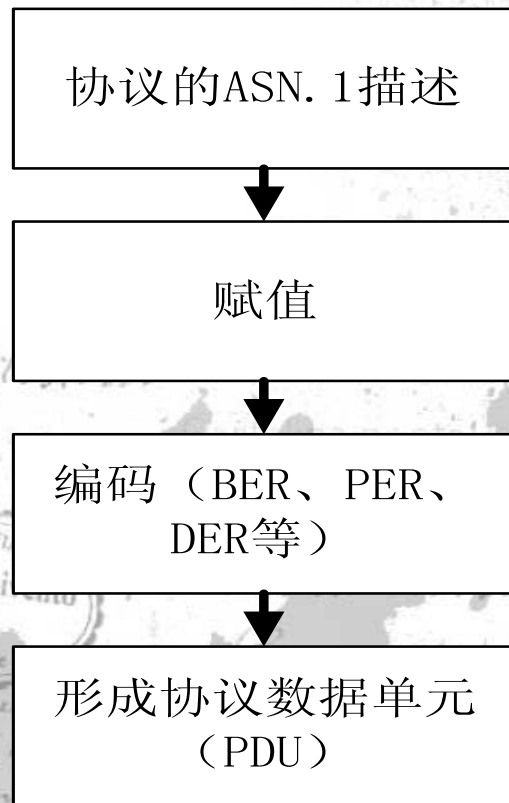 协议的ASN.1描述
赋值
编码（BER、PER、
DER等）
形成协议数据单元
（PDU）